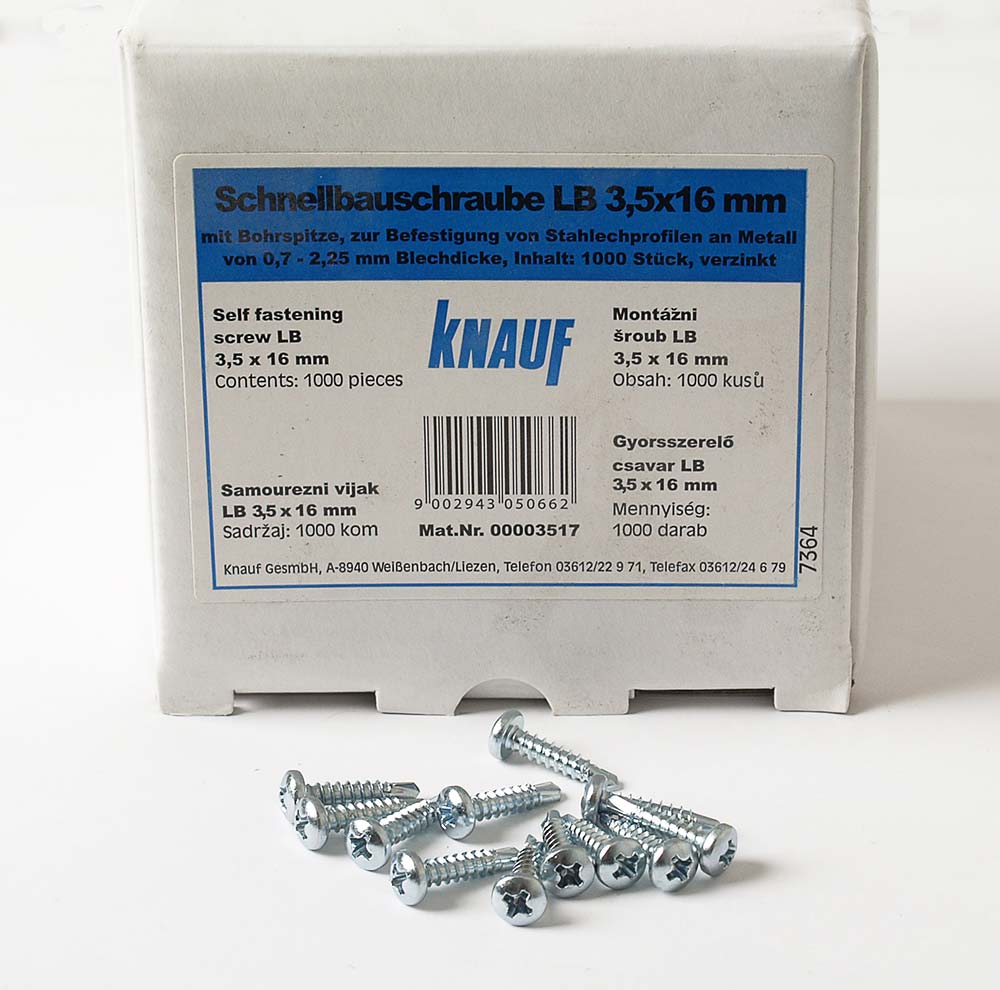 Schnellbauschraube LB 3,5x16 mm
mit Bohrspitze, zur Befestigung von Stahlechprofilen an Metall
von 0,7 - 2,25 mm Blechdicke, Inhalt: 1000 Stück, verzinkt
Self fastening
screw LB
3,5 x 16 mm
Contents: 1000 pieces
KNAUF
Montážni
šroub LB
3,5 x 16 mm
Obsah: 1000 kusů
Samourezni vijak
LB 3,5 x 16 mm
Sadržaj: 1000 kom
9 002943 050662
Mat.Nr. 00003517
Gyorsszerelő
csavar LB
3,5 x 16 mm
Mennyiség:
1000 darab
7364
Knauf GesmbH, A-8940 Weißenbach/Liezen, Telefon 03612/22 9 71, Telefax 03612/24 6 79